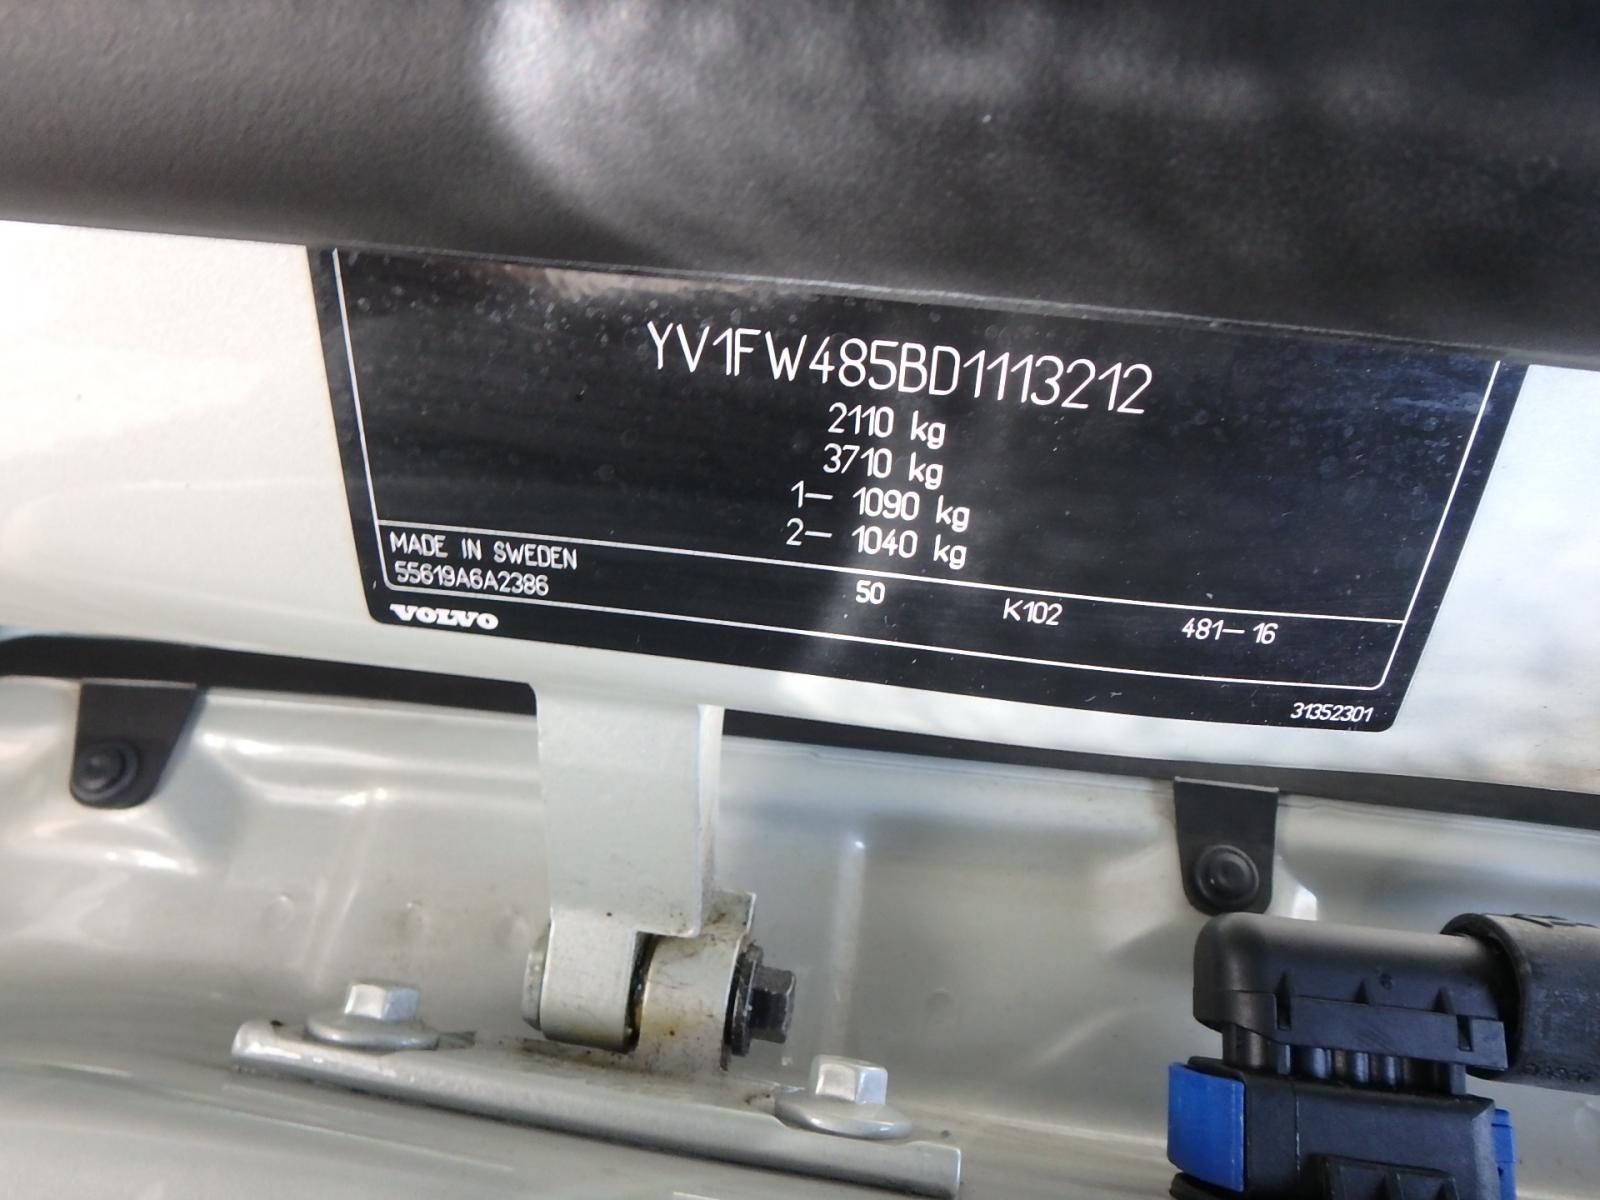 YV1FW485BD1113212
2110 kg
3710 kg
1– 1090 kg
2– 1040 kg
MADE IN SWEDEN
55619A6A2386 50 K102 481–16
VOLVO
31352301